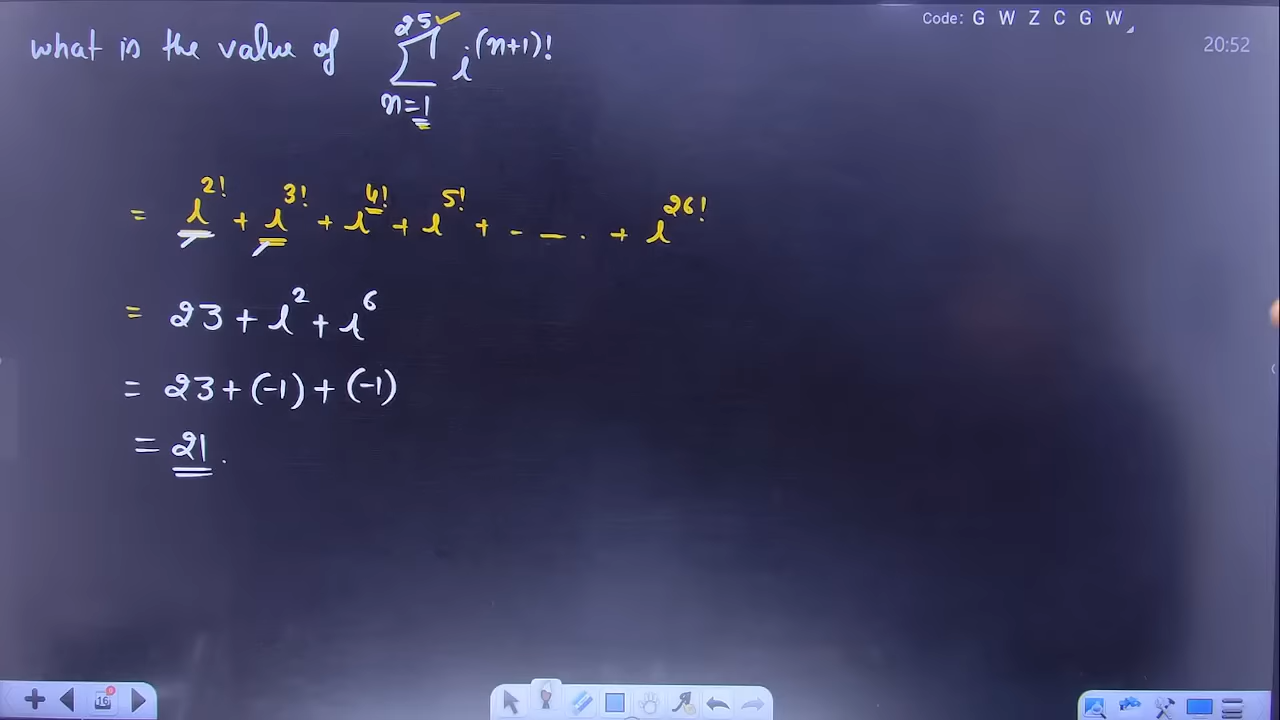 what is the value of ∑_{n=1}^{25} i^{(n+1)!}
Code: G W Z C G W
20:52
= i^{2!} + i^{3!} + i^{4!} + i^{5!} + - - . + i^{26!}
= 23 + i^2 + i^6
= 23 + (-1) + (-1)
= 21.
16